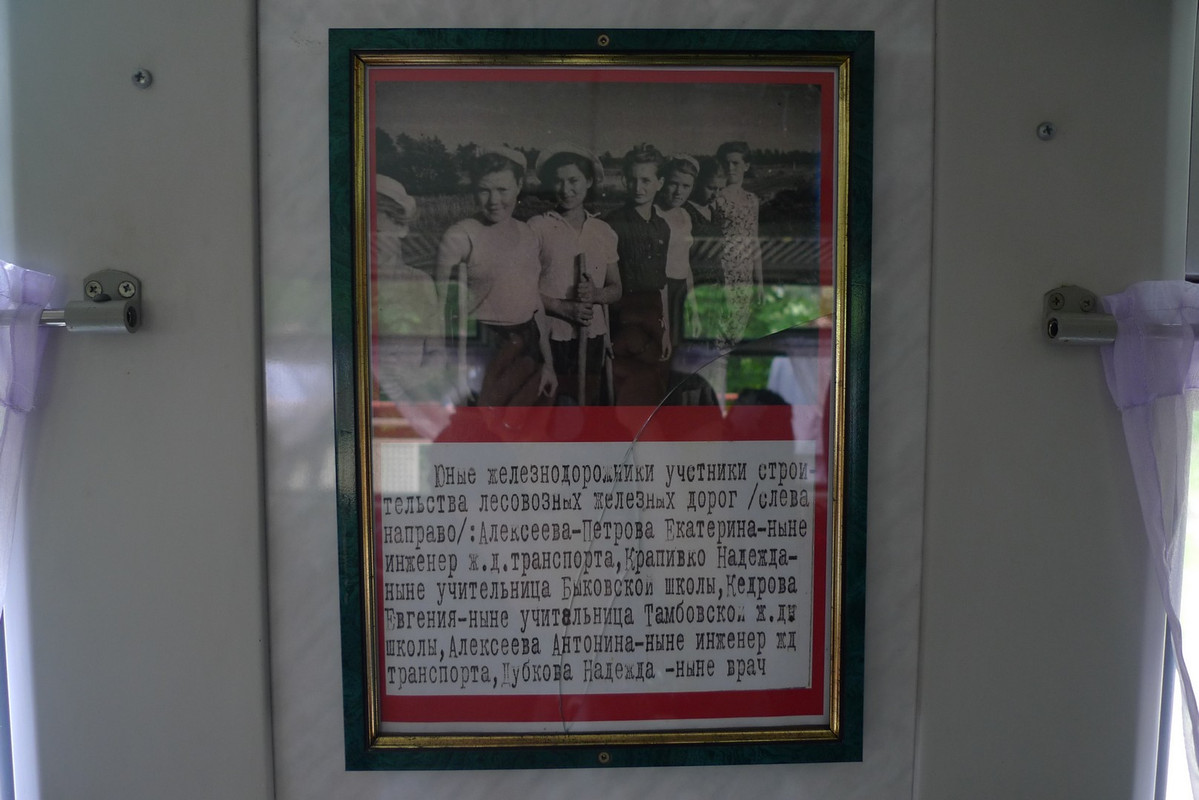 Юные железнодорожники учстники строи-
тельства лесовозных железных дорог /слева
направо/:Алексеева-Петрова Екатерина-ныне
инженер ж.д.транспорта,Крапивко Надежда-
ныне учительница Быковской школы,Кедрова
Евгения-ныне учительница Тамбовской ж.дн
школы,Алексеева Антонина-ныне инженер жд
транспорта,Дубкова Надежда -ныне врач